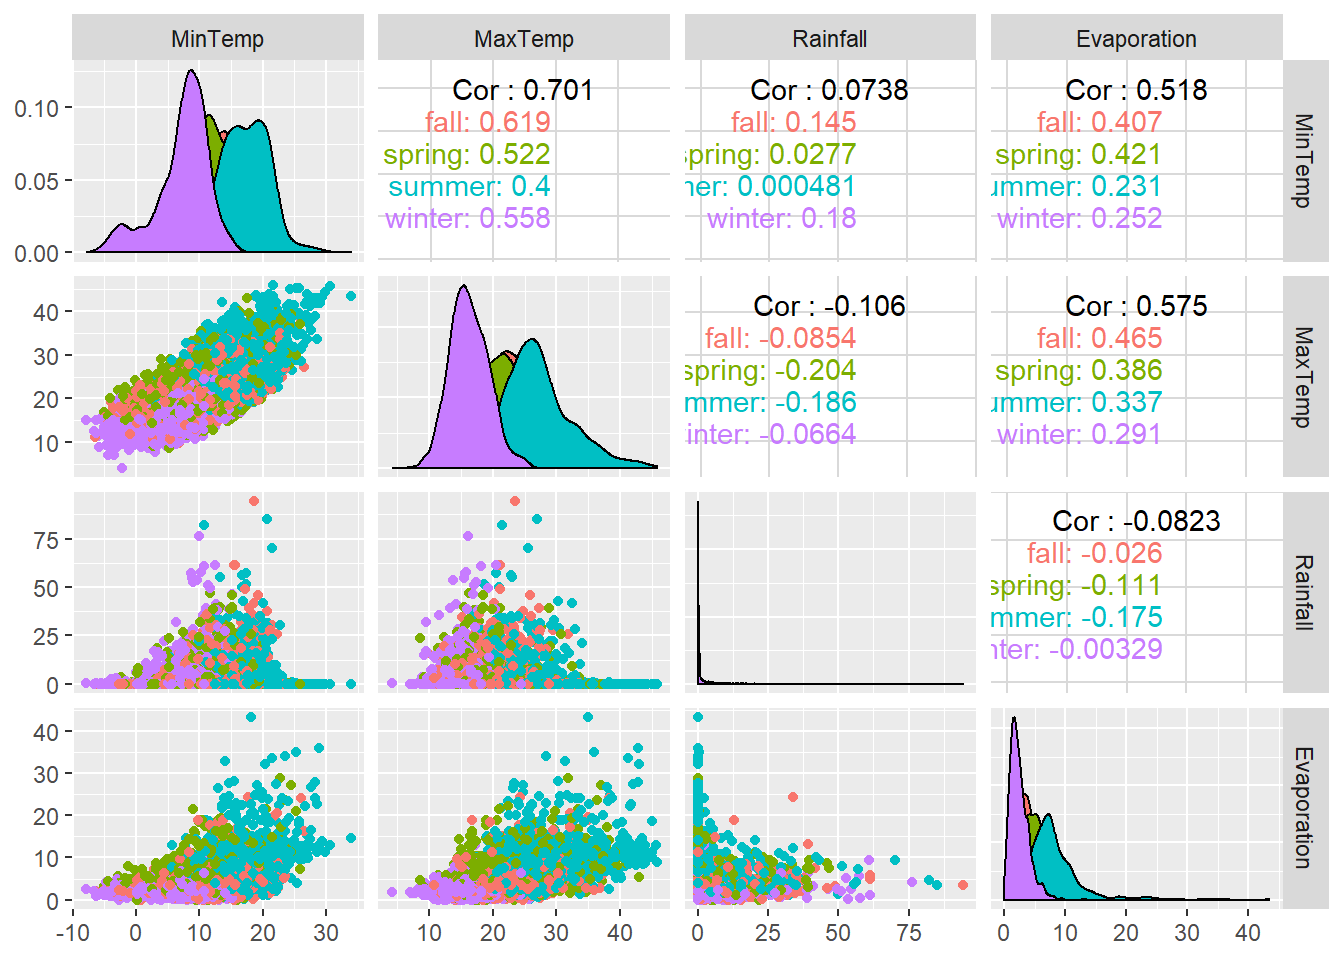 MinTemp MaxTemp Rainfall Evaporation
0.10
0.05
0.00
Cor : 0.701
fall: 0.619
spring: 0.522
summer: 0.4
winter: 0.558
Cor : 0.0738
fall: 0.145
spring: 0.0277
ner: 0.000481
winter: 0.18
Cor : 0.518
fall: 0.407
spring: 0.421
ummer: 0.231
winter: 0.252
MinTemp
40
30
20
10
Cor : -0.106
fall: -0.0854
spring: -0.204
mmer: -0.186
inter: -0.0664
Cor : 0.575
fall: 0.465
spring: 0.386
ummer: 0.337
winter: 0.291
MaxTemp
75
50
25
0
Cor : -0.0823
fall: -0.026
spring: -0.111
mmer: -0.175
nter: -0.00329
Rainfall
40
30
20
10
0
Evaporation
-10 0 10 20 30
10 20 30 40
0 25 50 75
0 10 20 30 40